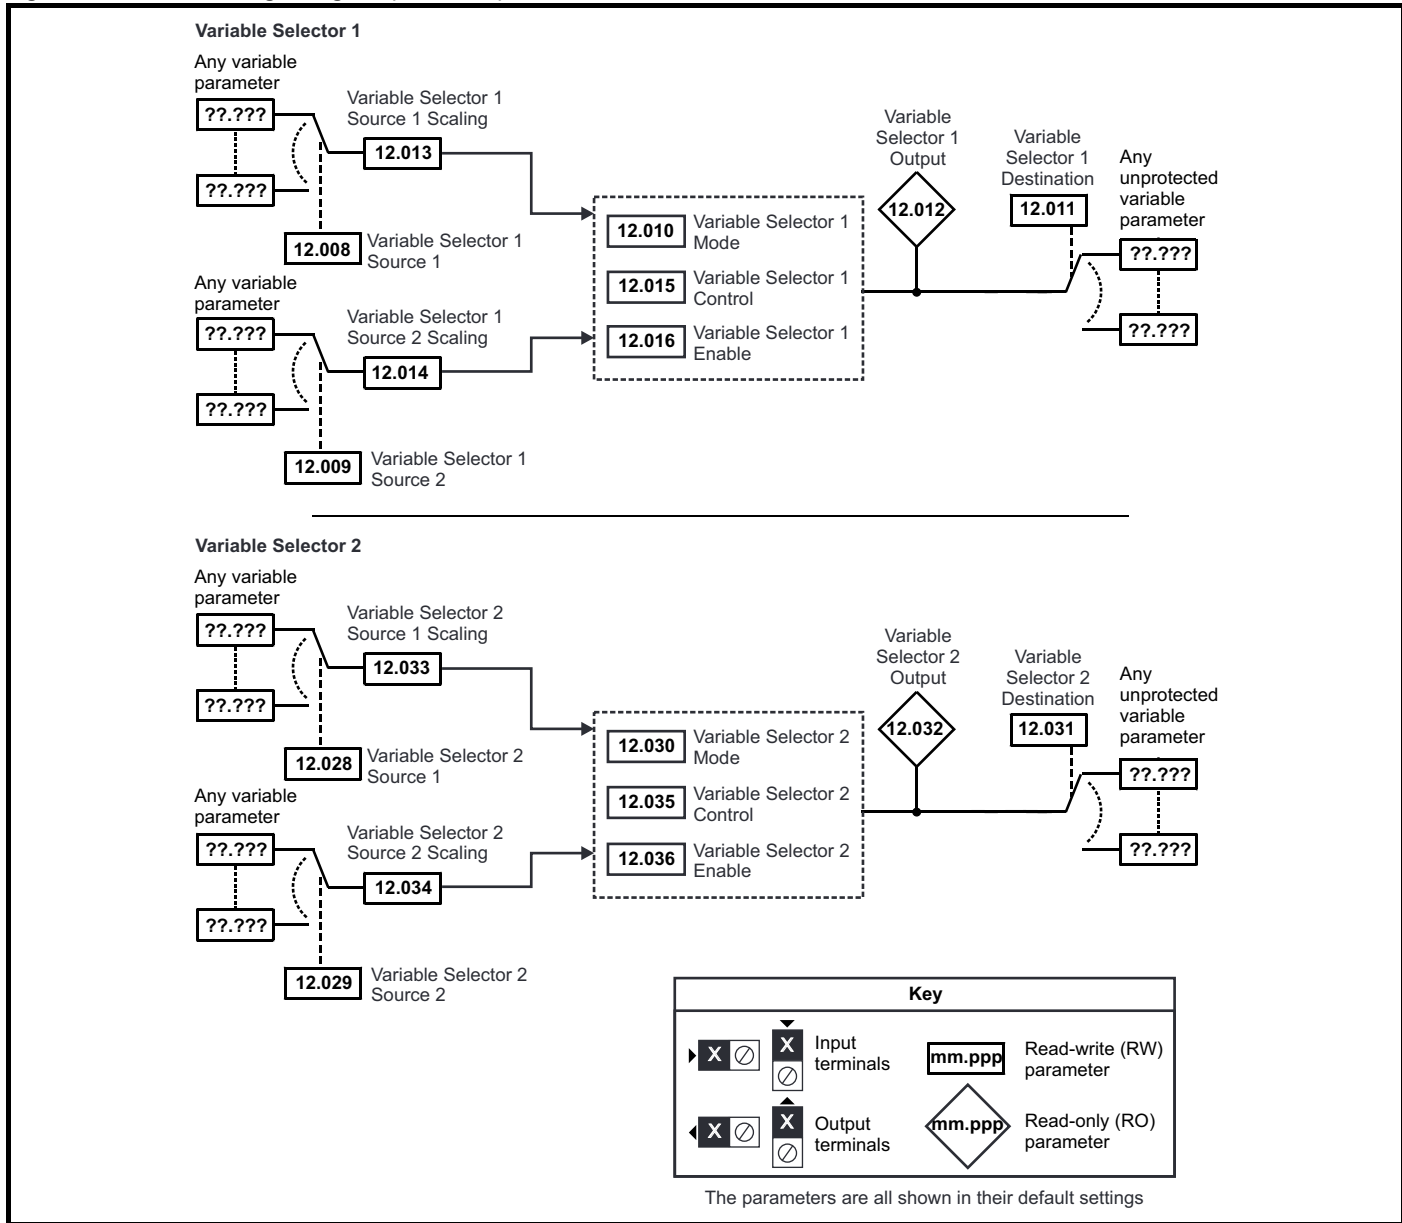 Variable Selector 1
Any variable
parameter
??.???
??.???
Variable Selector 1
Source 1 Scaling
12.013
12.008
Variable Selector 1
Source 1
Any variable
parameter
??.???
??.???
Variable Selector 1
Source 2 Scaling
12.014
12.009
Variable Selector 1
Source 2
12.010
Variable Selector 1
Mode
12.015
Variable Selector 1
Control
12.016
Variable Selector 1
Enable
Variable
Selector 1
Output
12.012
Variable
Selector 1
Destination
12.011
Any
unprotected
variable
parameter
??.???
??.???
Variable Selector 2
Any variable
parameter
??.???
??.???
Variable Selector 2
Source 1 Scaling
12.033
12.028
Variable Selector 2
Source 1
Any variable
parameter
??.???
??.???
Variable Selector 2
Source 2 Scaling
12.034
12.029
Variable Selector 2
Source 2
12.030
Variable Selector 2
Mode
12.035
Variable Selector 2
Control
12.036
Variable Selector 2
Enable
Variable
Selector 2
Output
12.032
Variable
Selector 2
Destination
12.031
Any
unprotected
variable
parameter
??.???
??.???
Key
X
X
Input
terminals
mm.ppp
Read-write (RW)
parameter
X
X
Output
terminals
mm.ppp
Read-only (RO)
parameter
The parameters are all shown in their default settings